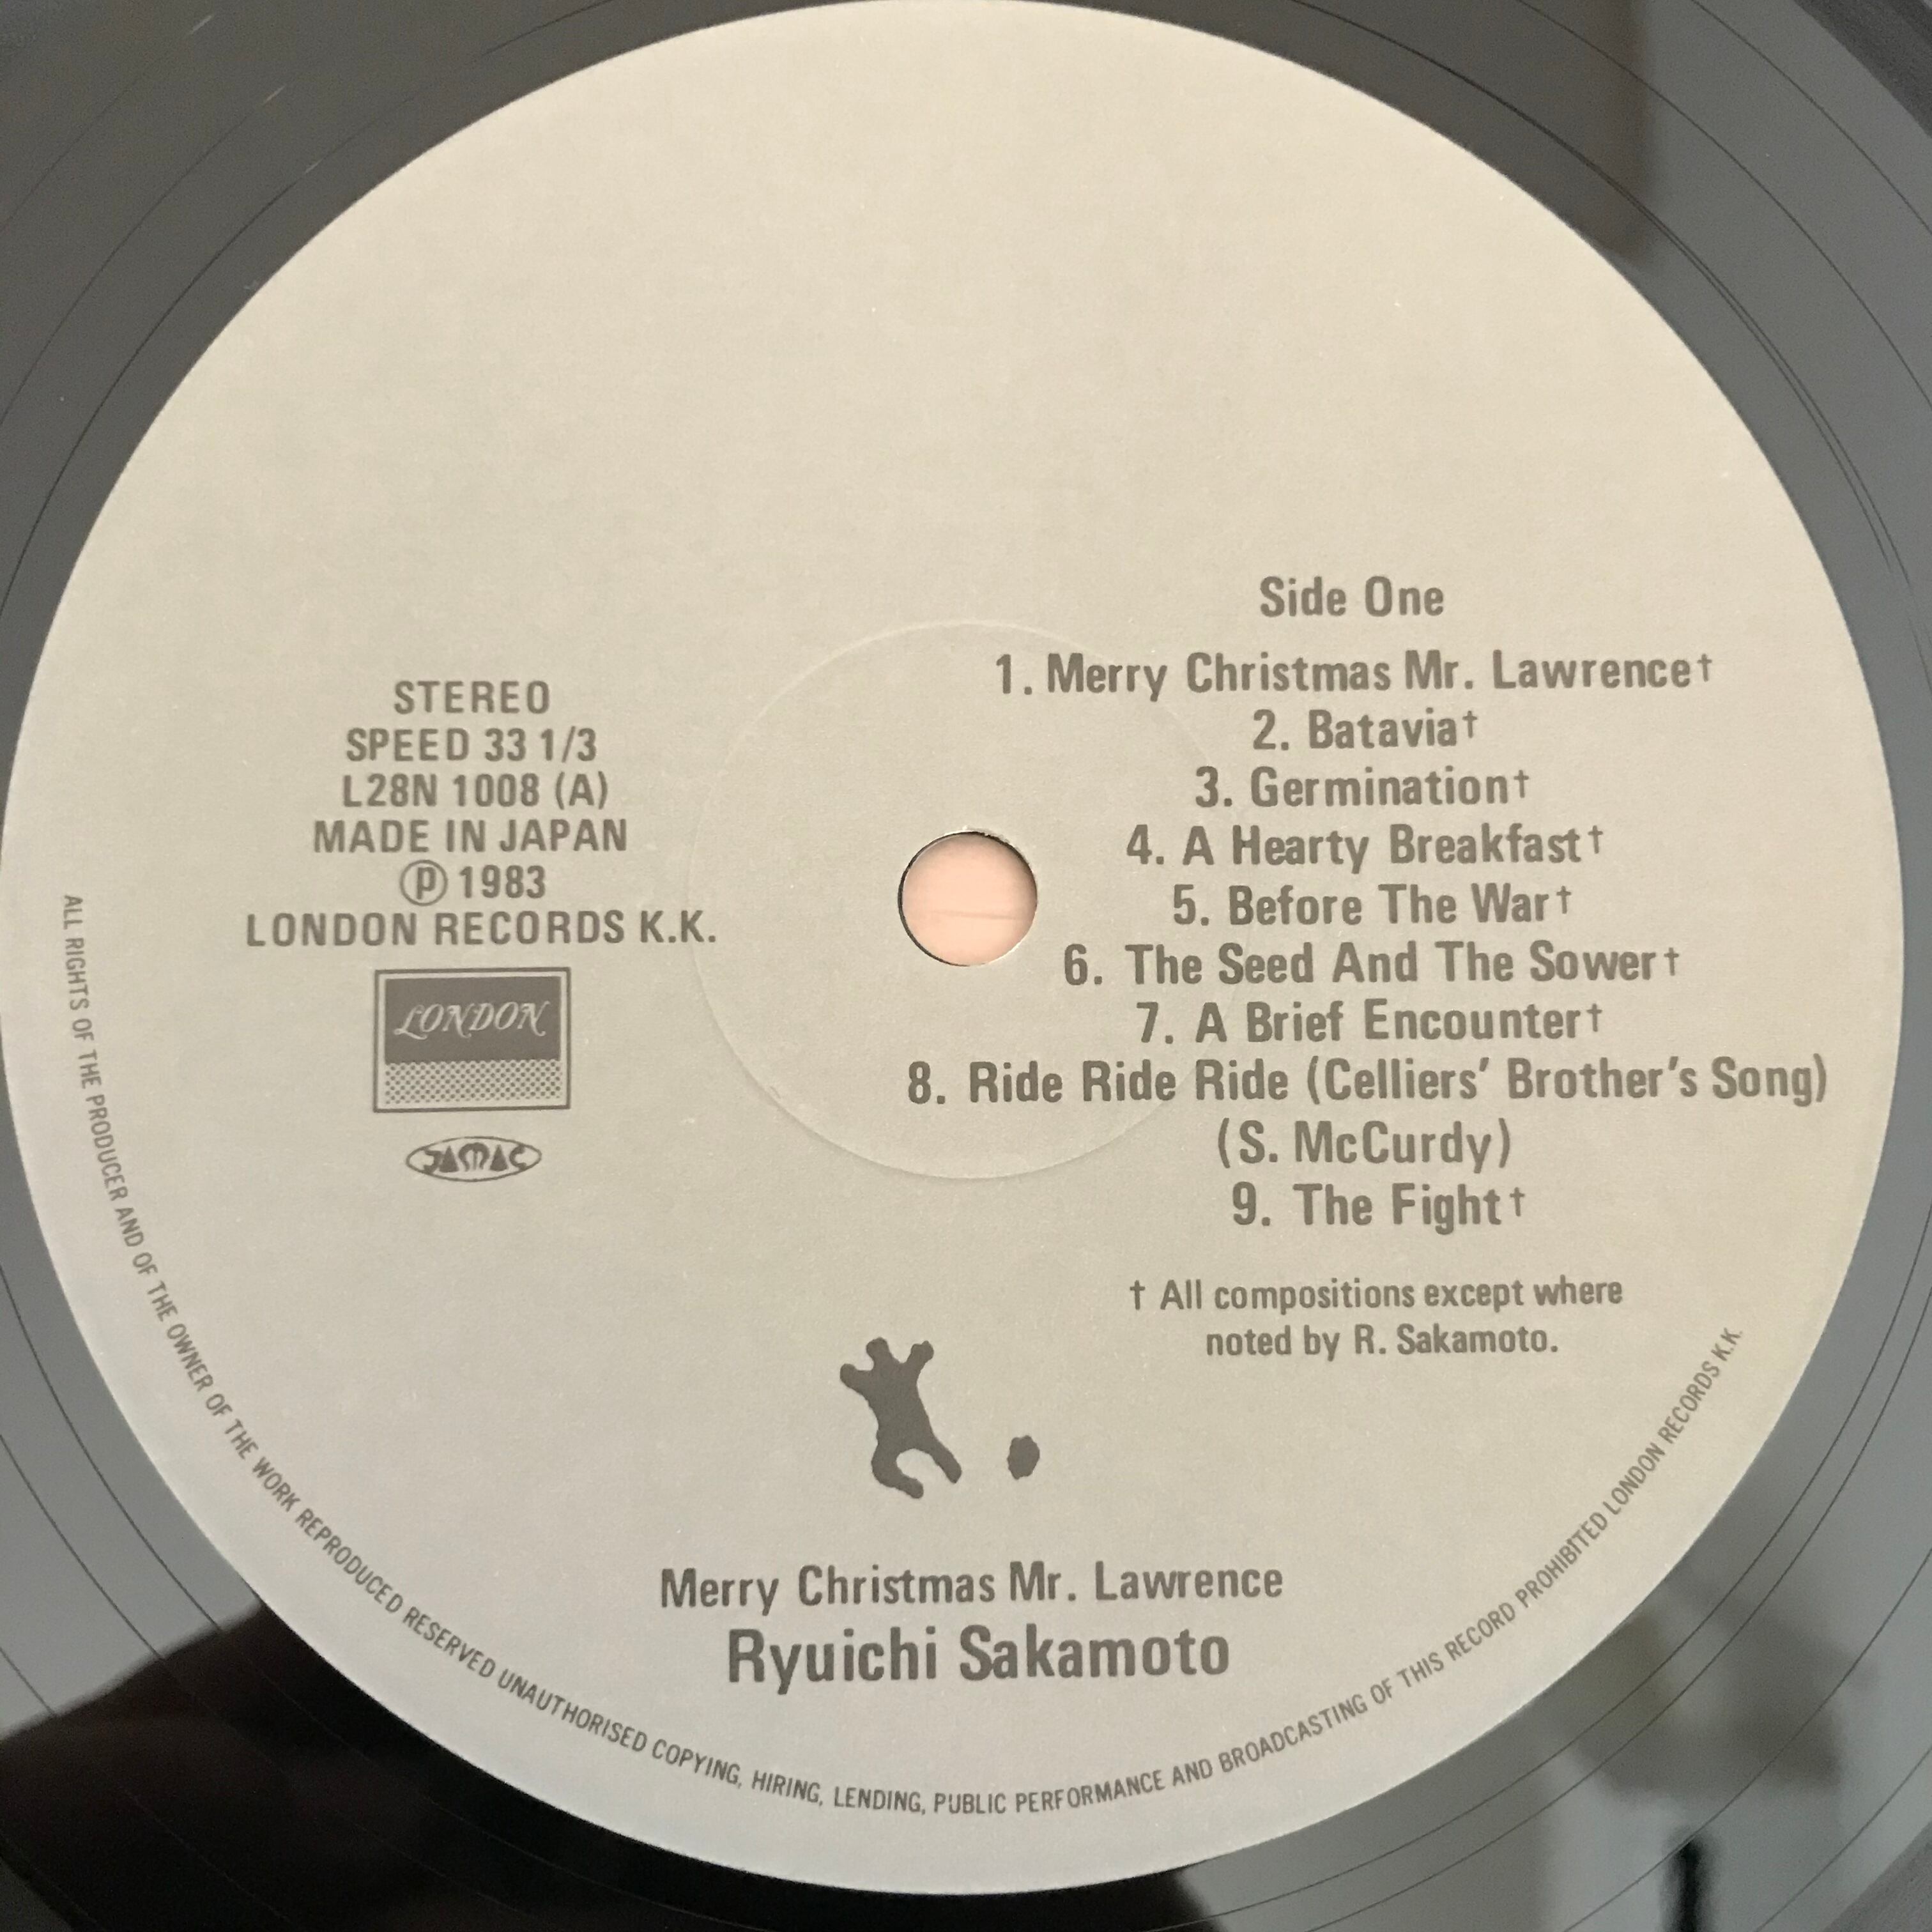 STEREO
SPEED 33 1/3
L28N 1008 (A)
MADE IN JAPAN
Ⓟ 1983
LONDON RECORDS K.K.
LONDON
JAMAC
Side One
1. Merry Christmas Mr. Lawrence†
2. Batavia†
3. Germination†
4. A Hearty Breakfast†
5. Before The War†
6. The Seed And The Sower†
7. A Brief Encounter†
8. Ride Ride Ride (Celliers’ Brother’s Song)
(S. McCurdy)
9. The Fight†
† All compositions except where
noted by R. Sakamoto.
Merry Christmas Mr. Lawrence
Ryuichi Sakamoto
ALL RIGHTS OF THE PRODUCER AND OF THE OWNER OF THE WORK REPRODUCED RESERVED UNAUTHORISED COPYING, HIRING, LENDING, PUBLIC PERFORMANCE AND BROADCASTING OF THIS RECORD PROHIBITED LONDON RECORDS K.K.